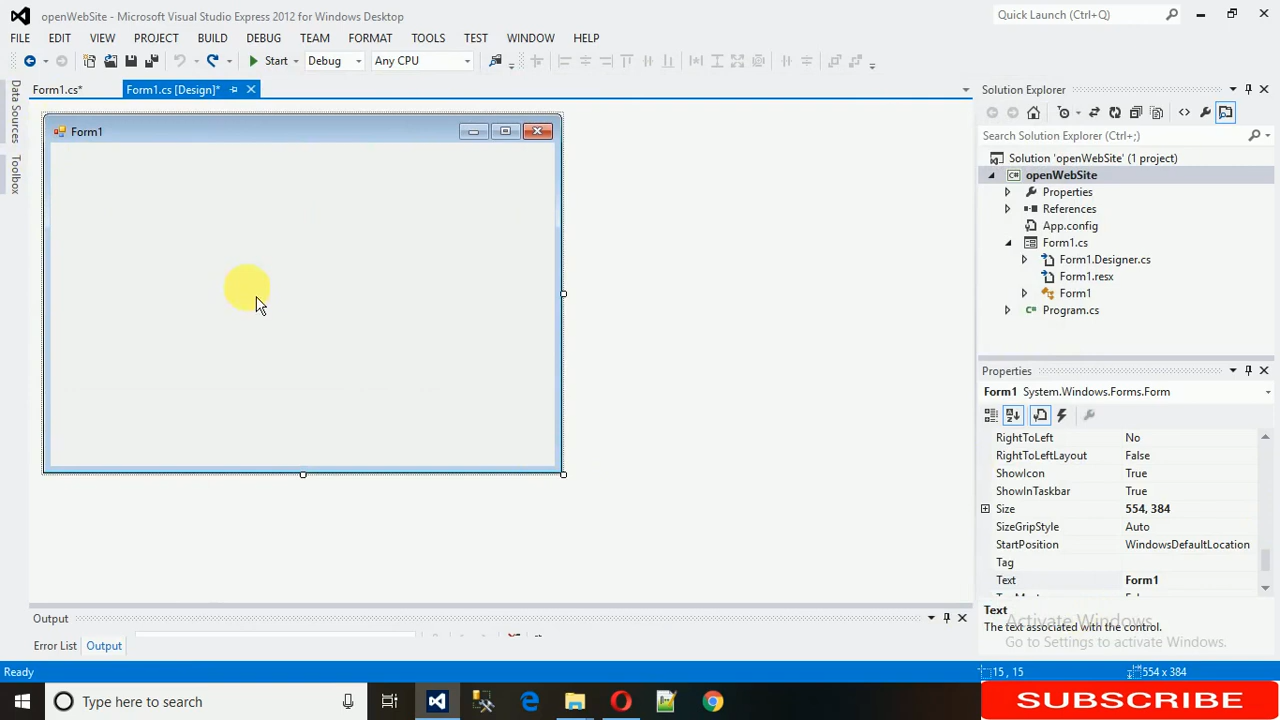 openWebSite - Microsoft Visual Studio Express 2012 for Windows Desktop
Quick Launch (Ctrl+Q)
FILE EDIT VIEW PROJECT BUILD DEBUG TEAM FORMAT TOOLS TEST WINDOW HELP
Start Debug Any CPU
Form1.cs* Form1.cs [Design]*
Data Sources
Toolbox
Form1
Solution Explorer
Search Solution Explorer (Ctrl+;)
Solution 'openWebSite' (1 project)
openWebSite
Properties
References
App.config
Form1.cs
Form1.Designer.cs
Form1.resx
Form1
Program.cs
Properties
Form1 System.Windows.Forms.Form
RightToLeft No
RightToLeftLayout False
ShowIcon True
ShowInTaskbar True
Size 554, 384
SizeGripStyle Auto
StartPosition WindowsDefaultLocation
Tag
Text Form1
Text
The text associated with the control.
Activate Windows
Go to Settings to activate Windows.
Output
Error List Output
Ready
15 , 15
554 x 384
Type here to search
SUBSCRIBE